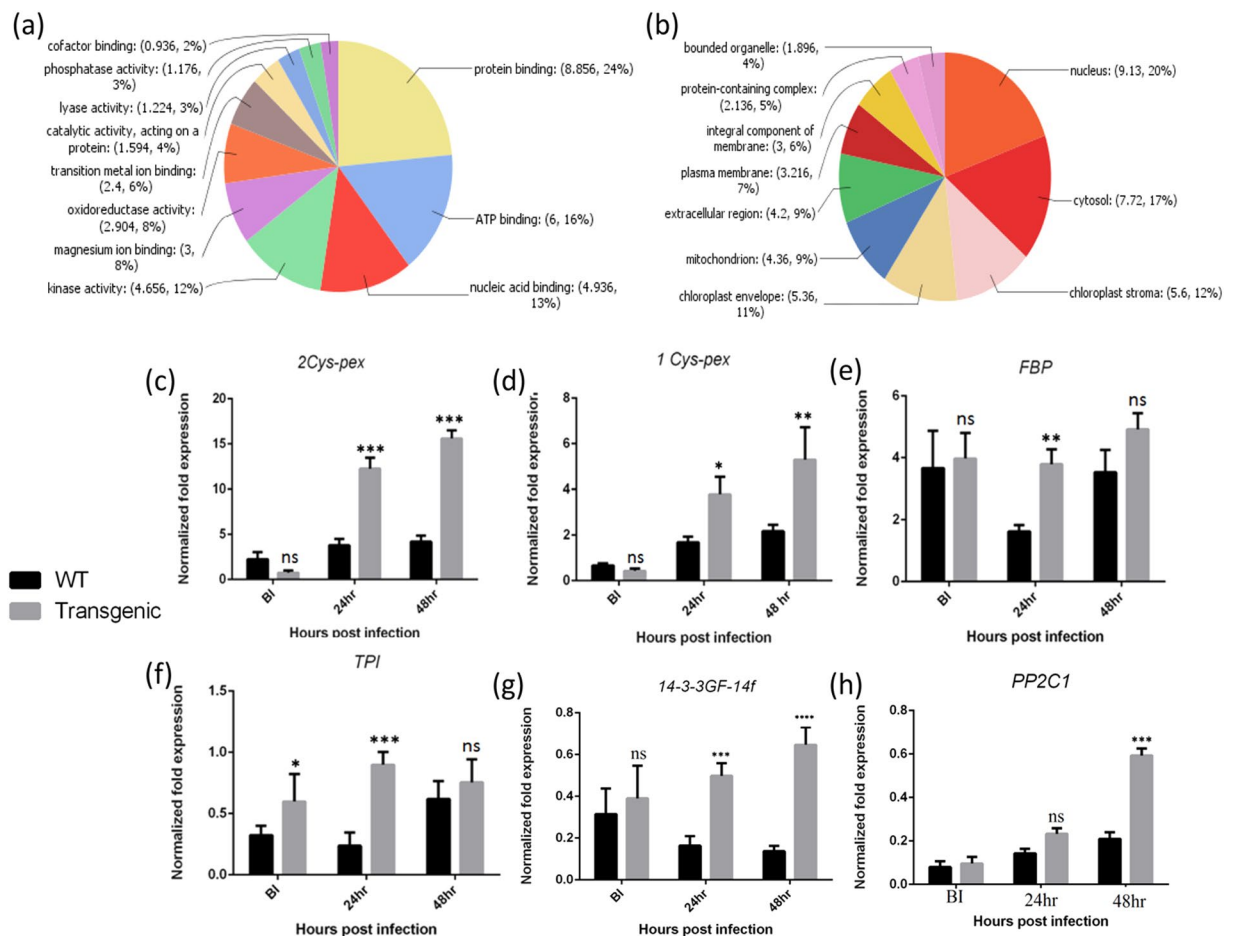 (a)
cofactor binding: (0.936, 2%)
phosphatase activity: (1.176,
3%)
lyase activity: (1.224, 3%)
catalytic activity, acting on a
protein: (1.594, 4%)
transition metal ion binding:
(2.4, 6%)
oxidoreductase activity:
(2.904, 8%)
magnesium ion binding: (3,
8%)
kinase activity: (4.656, 12%)
protein binding: (8.856, 24%)
ATP binding: (6, 16%)
nucleic acid binding: (4.936,
13%)
(b)
bounded organelle: (1.896,
4%)
protein-containing complex:
(2.136, 5%)
integral component of
membrane: (3, 6%)
plasma membrane: (3.216,
7%)
extracellular region: (4.2, 9%)
mitochondrion: (4.36, 9%)
chloroplast envelope: (5.36,
11%)
nucleus: (9.13, 20%)
cytosol: (7.72, 17%)
chloroplast stroma: (5.6, 12%)
WT
Transgenic
(c)
2Cys-pex
Normalized fold expression
20
15
10
5
0
ns
***
***
BI
24hr
48hr
Hours post infection
(d)
1 Cys-pex
Normalized fold expression
8
6
4
2
0
ns
*
**
BI
24hr
48 hr
Hours post infection
(e)
FBP
Normalized fold expression
6
4
2
0
ns
**
ns
BI
24hr
48hr
Hours post infection
(f)
TPI
Normalized fold expression
1.5
1.0
0.5
0.0
*
***
ns
BI
24hr
48hr
Hours post infection
(g)
14-3-3GF-14f
Normalized fold expression
0.8
0.6
0.4
0.2
0.0
ns
***
****
BI
24hr
48hr
Hours post infection
(h)
PP2C1
Normalized fold expression
0.8
0.6
0.4
0.2
0.0
ns
***
BI
24hr
48hr
Hours post infection